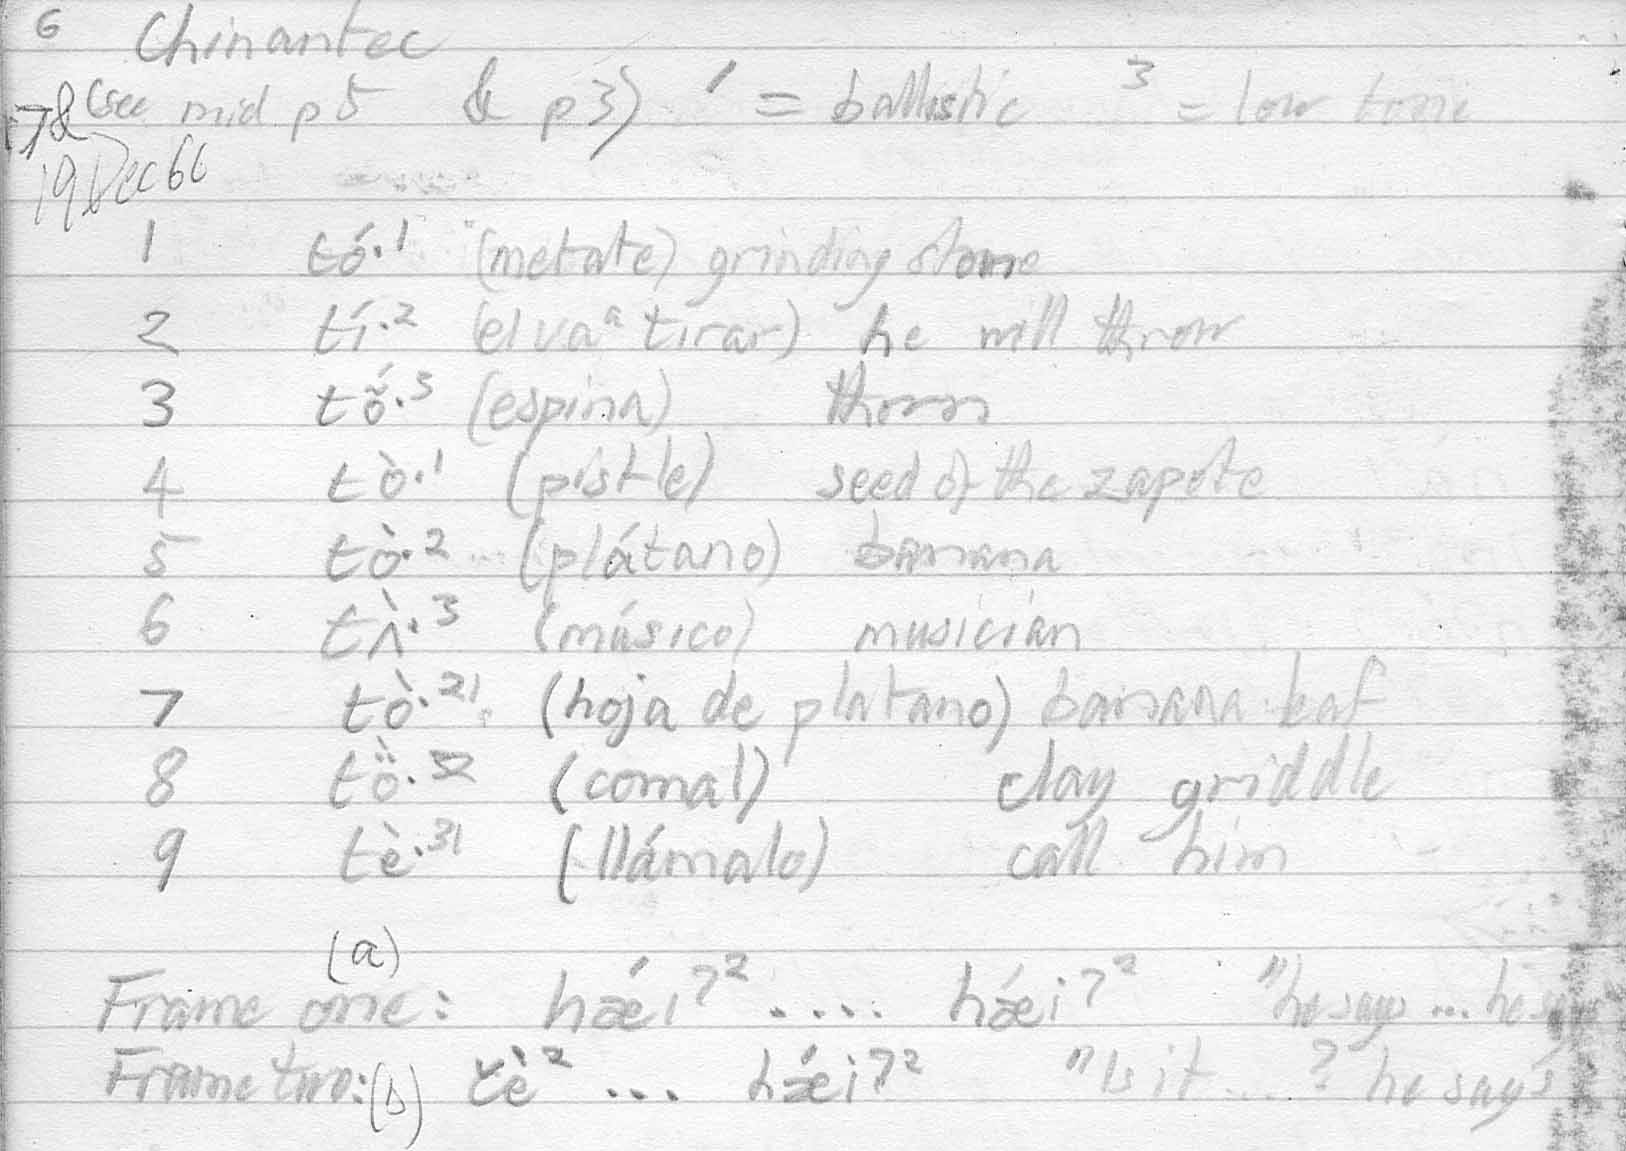 6 Chinantec
(see mid p5 & p3) ˊ = ballistic ³ = low tone
17&
19 Dec 66
1 tó·¹ (metate) grinding stone
2 tí·² (el va a tirar) he will throw
3 tö́·³ (espina) thorn
4 tò·¹ (pistle) seed of the zapote
5 tò·² (plátano) banana
6 tʌ̀·³ (músico) musician
7 tò·²¹ (hoja de platano) banana leaf
8 tö̀·³² (comal) clay griddle
9 tè·³¹ (llámalo) call him
(a)
Frame one: hǽiʔ² ..... hǽiʔ² "he says ... he says
Frame two: (b) tè² ... hǽiʔ² "Is it ... ? he says